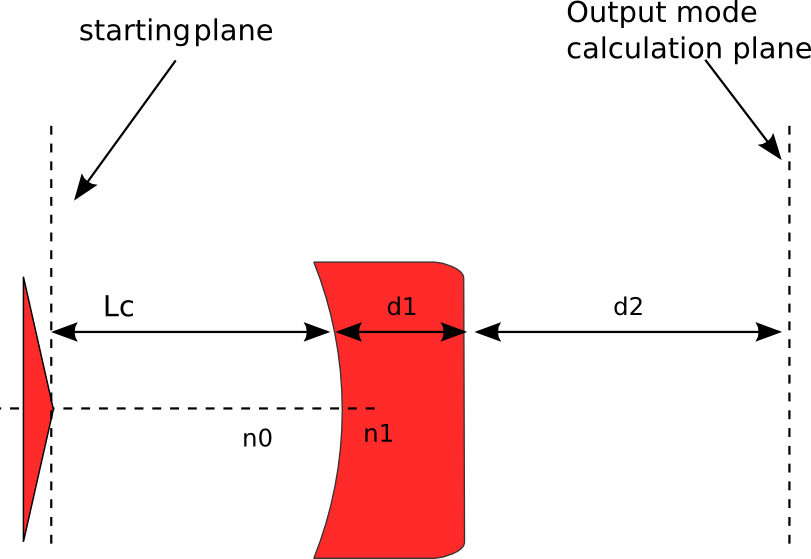 starting plane
Output mode
calculation plane
Lc
d1
d2
n0
n1